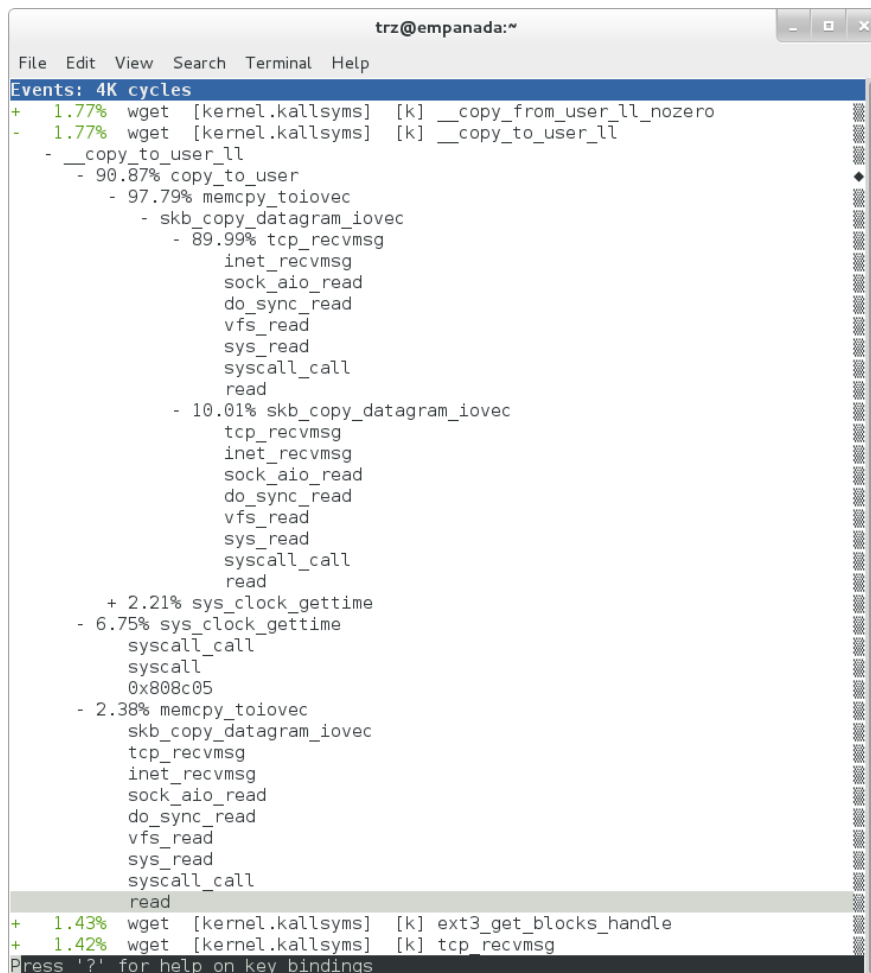 trz@empanada:~
File Edit View Search Terminal Help
Events: 4K cycles
+   1.77%  wget  [kernel.kallsyms]  [k] __copy_from_user_ll_nozero
-   1.77%  wget  [kernel.kallsyms]  [k] __copy_to_user_ll
   - __copy_to_user_ll
      - 90.87% copy_to_user
         - 97.79% memcpy_toiovec
            - skb_copy_datagram_iovec
               - 89.99% tcp_recvmsg
                    inet_recvmsg
                    sock_aio_read
                    do_sync_read
                    vfs_read
                    sys_read
                    syscall_call
                    read
               - 10.01% skb_copy_datagram_iovec
                    tcp_recvmsg
                    inet_recvmsg
                    sock_aio_read
                    do_sync_read
                    vfs_read
                    sys_read
                    syscall_call
                    read
         + 2.21% sys_clock_gettime
      - 6.75% sys_clock_gettime
           syscall_call
           syscall
           0x808c05
      - 2.38% memcpy_toiovec
           skb_copy_datagram_iovec
           tcp_recvmsg
           inet_recvmsg
           sock_aio_read
           do_sync_read
           vfs_read
           sys_read
           syscall_call
           read
+   1.43%  wget  [kernel.kallsyms]  [k] ext3_get_blocks_handle
+   1.42%  wget  [kernel.kallsyms]  [k] tcp_recvmsg
Press '?' for help on key bindings